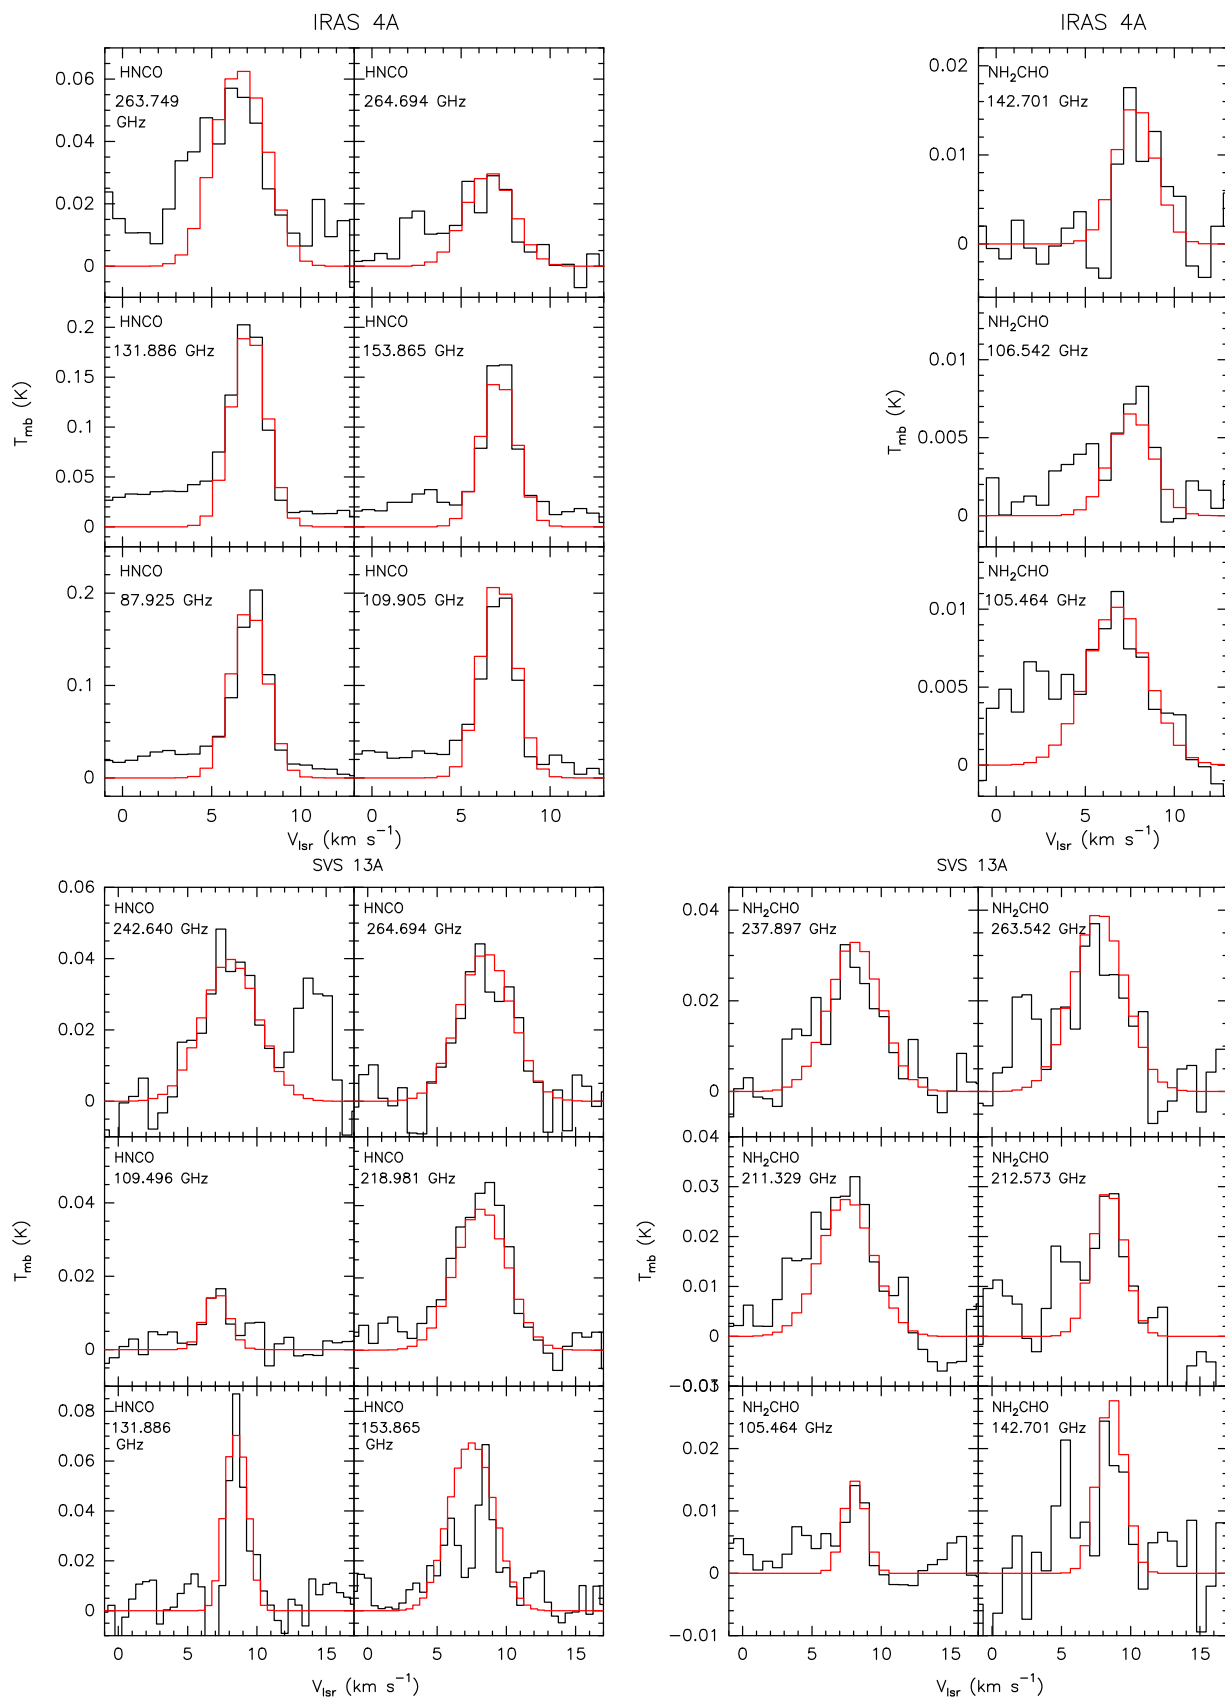 IRAS 4A
HNCO
263.749
GHz
HNCO
264.694 GHz
0.06
0.04
0.02
0
HNCO
131.886 GHz
HNCO
153.865 GHz
0.2
0.15
0.1
0.05
0
T_mb (K)
HNCO
87.925 GHz
HNCO
109.905 GHz
0.2
0.1
0
0 5 10 0 5 10
V_lsr (km s⁻¹)
IRAS 4A
NH₂CHO
142.701 GHz
0.02
0.01
0
NH₂CHO
106.542 GHz
0.01
0.005
0
T_mb (K)
NH₂CHO
105.464 GHz
0.01
0.005
0
0 5 10
V_lsr (km s⁻¹)
SVS 13A
HNCO
242.640 GHz
HNCO
264.694 GHz
0.06
0.04
0.02
0
HNCO
109.496 GHz
HNCO
218.981 GHz
0.04
0.02
0
T_mb (K)
HNCO
131.886
GHz
HNCO
153.865
GHz
0.08
0.06
0.04
0.02
0
0 5 10 15 0 5 10 15
V_lsr (km s⁻¹)
SVS 13A
NH₂CHO
237.897 GHz
NH₂CHO
263.542 GHz
0.04
0.02
0
NH₂CHO
211.329 GHz
NH₂CHO
212.573 GHz
0.04
0.03
0.02
0.01
0
T_mb (K)
NH₂CHO
105.464 GHz
NH₂CHO
142.701 GHz
0.02
0.01
0
−0.01
0 5 10 15 0 5 10 15
V_lsr (km s⁻¹)